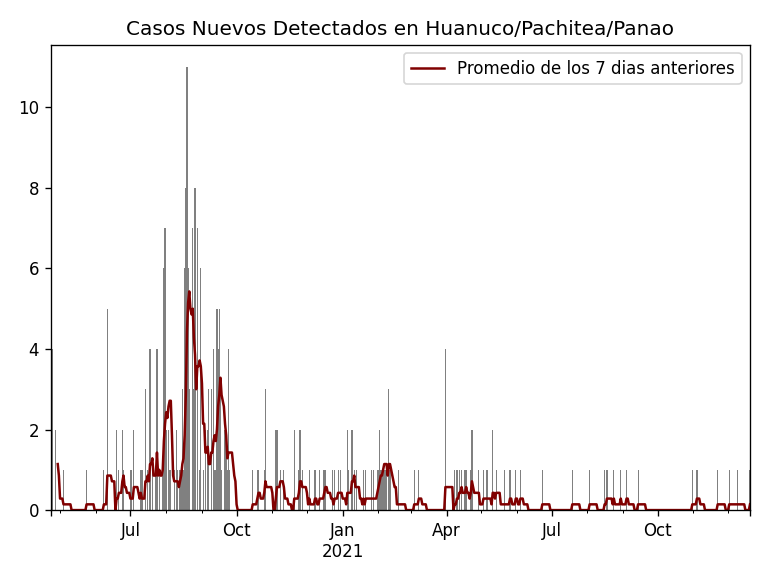 Casos Nuevos Detectados en Huanuco/Pachitea/Panao
Promedio de los 7 dias anteriores
10
8
6
4
2
0
Jul Oct Jan Apr Jul Oct
2021